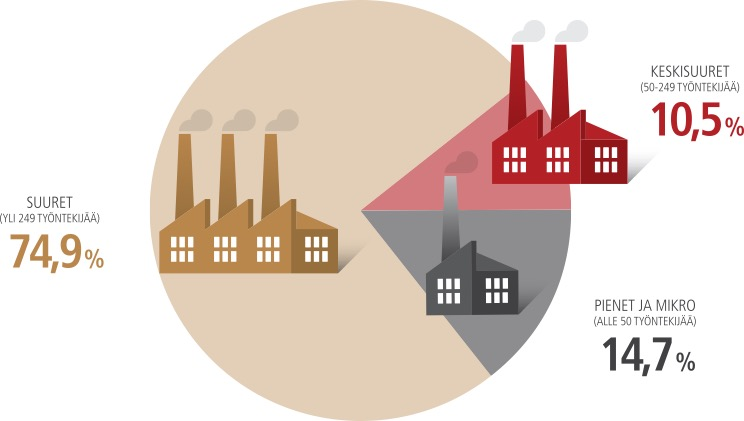 KESKISUURET
(50-249 TYÖNTEKIJÄÄ)
10,5 %
SUURET
(YLI 249 TYÖNTEKIJÄÄ)
74,9 %
PIENET JA MIKRO
(ALLE 50 TYÖNTEKIJÄÄ)
14,7 %